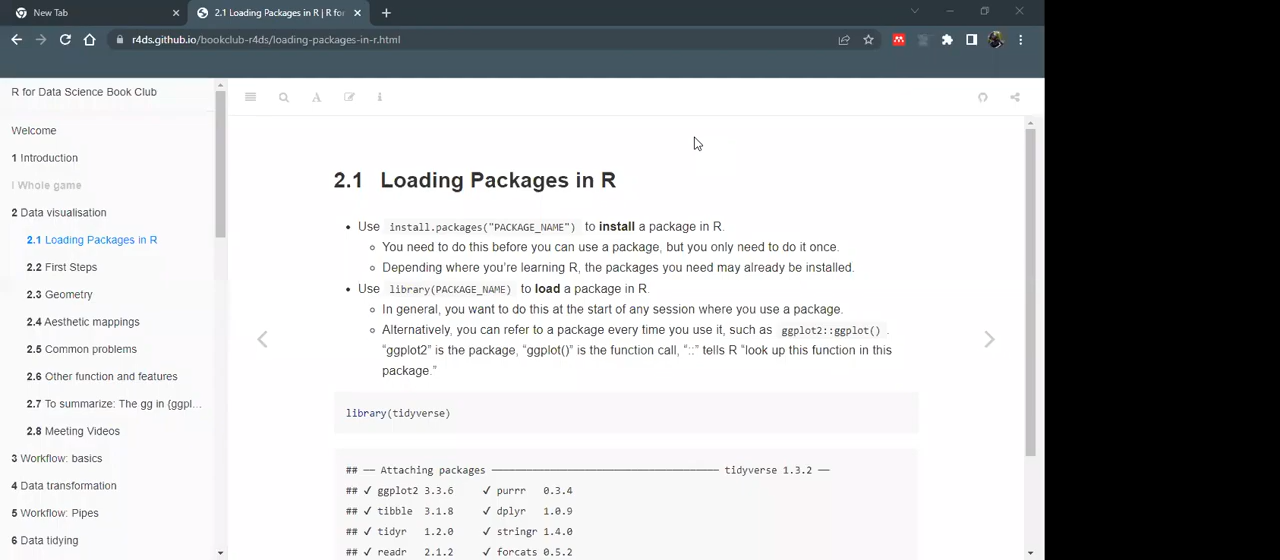 New Tab
2.1 Loading Packages in R | R for
r4ds.github.io/bookclub-r4ds/loading-packages-in-r.html
R for Data Science Book Club
Welcome
1 Introduction
I Whole game
2 Data visualisation
2.1 Loading Packages in R
2.2 First Steps
2.3 Geometry
2.4 Aesthetic mappings
2.5 Common problems
2.6 Other function and features
2.7 To summarize: The gg in {ggpl...
2.8 Meeting Videos
3 Workflow: basics
4 Data transformation
5 Workflow: Pipes
6 Data tidying
2.1 Loading Packages in R
• Use install.packages("PACKAGE_NAME") to install a package in R.
◦ You need to do this before you can use a package, but you only need to do it once.
◦ Depending where you're learning R, the packages you need may already be installed.
• Use library(PACKAGE_NAME) to load a package in R.
◦ In general, you want to do this at the start of any session where you use a package.
◦ Alternatively, you can refer to a package every time you use it, such as ggplot2::ggplot() .
“ggplot2” is the package, “ggplot()” is the function call, “::” tells R “look up this function in this
package.”
library(tidyverse)
## ── Attaching packages ─────────────────────────────────────── tidyverse 1.3.2 ──
## ✓ ggplot2 3.3.6 ✓ purrr 0.3.4
## ✓ tibble 3.1.8 ✓ dplyr 1.0.9
## ✓ tidyr 1.2.0 ✓ stringr 1.4.0
## ✓ readr 2.1.2 ✓ forcats 0.5.2